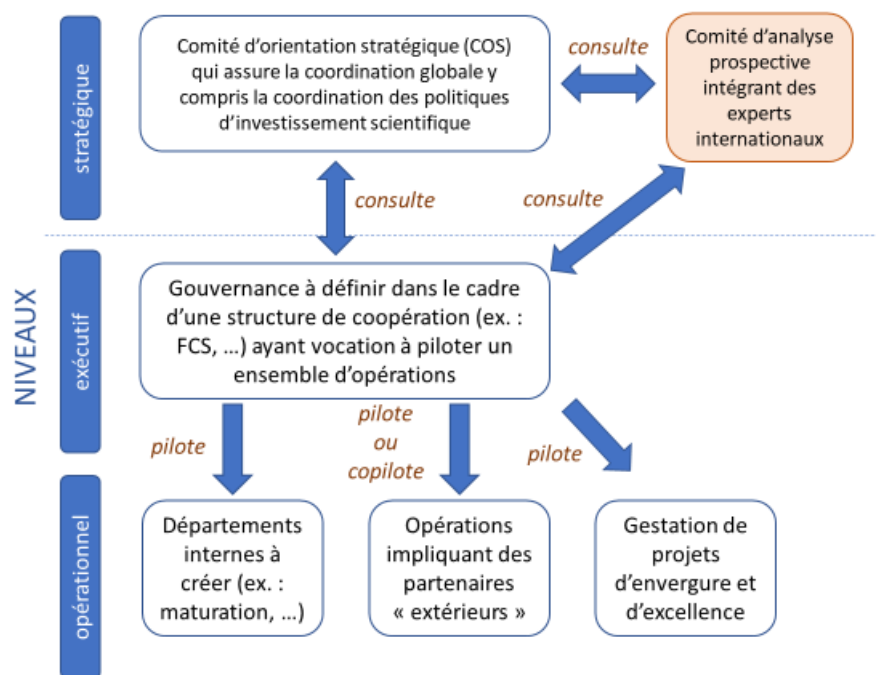 NIVEAUX
stratégique
Comité d'orientation stratégique (COS)
qui assure la coordination globale y
compris la coordination des politiques
d'investissement scientifique
consulte
Comité d'analyse
prospective
intégrant des
experts
internationaux
consulte
consulte
exécutif
Gouvernance à définir dans le cadre
d'une structure de coopération (ex. :
FCS, ...) ayant vocation à piloter un
ensemble d'opérations
pilote
pilote
ou
copilote
pilote
opérationnel
Départements
internes à
créer (ex. :
maturation, ...)
Opérations
impliquant des
partenaires
« extérieurs »
Gestation de
projets
d'envergure et
d'excellence